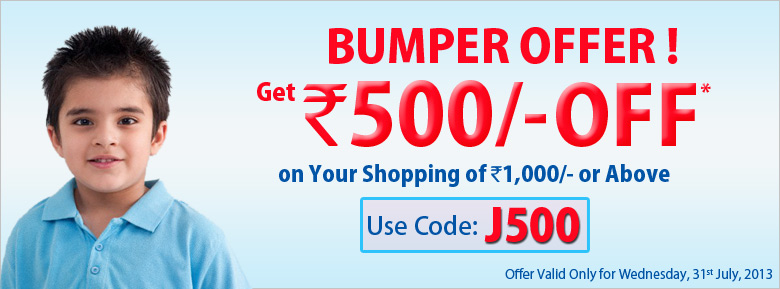 BUMPER OFFER !
Get ₹500/-OFF*
on Your Shopping of ₹1,000/- or Above
Use Code: J500
Offer Valid Only for Wednesday, 31st July, 2013